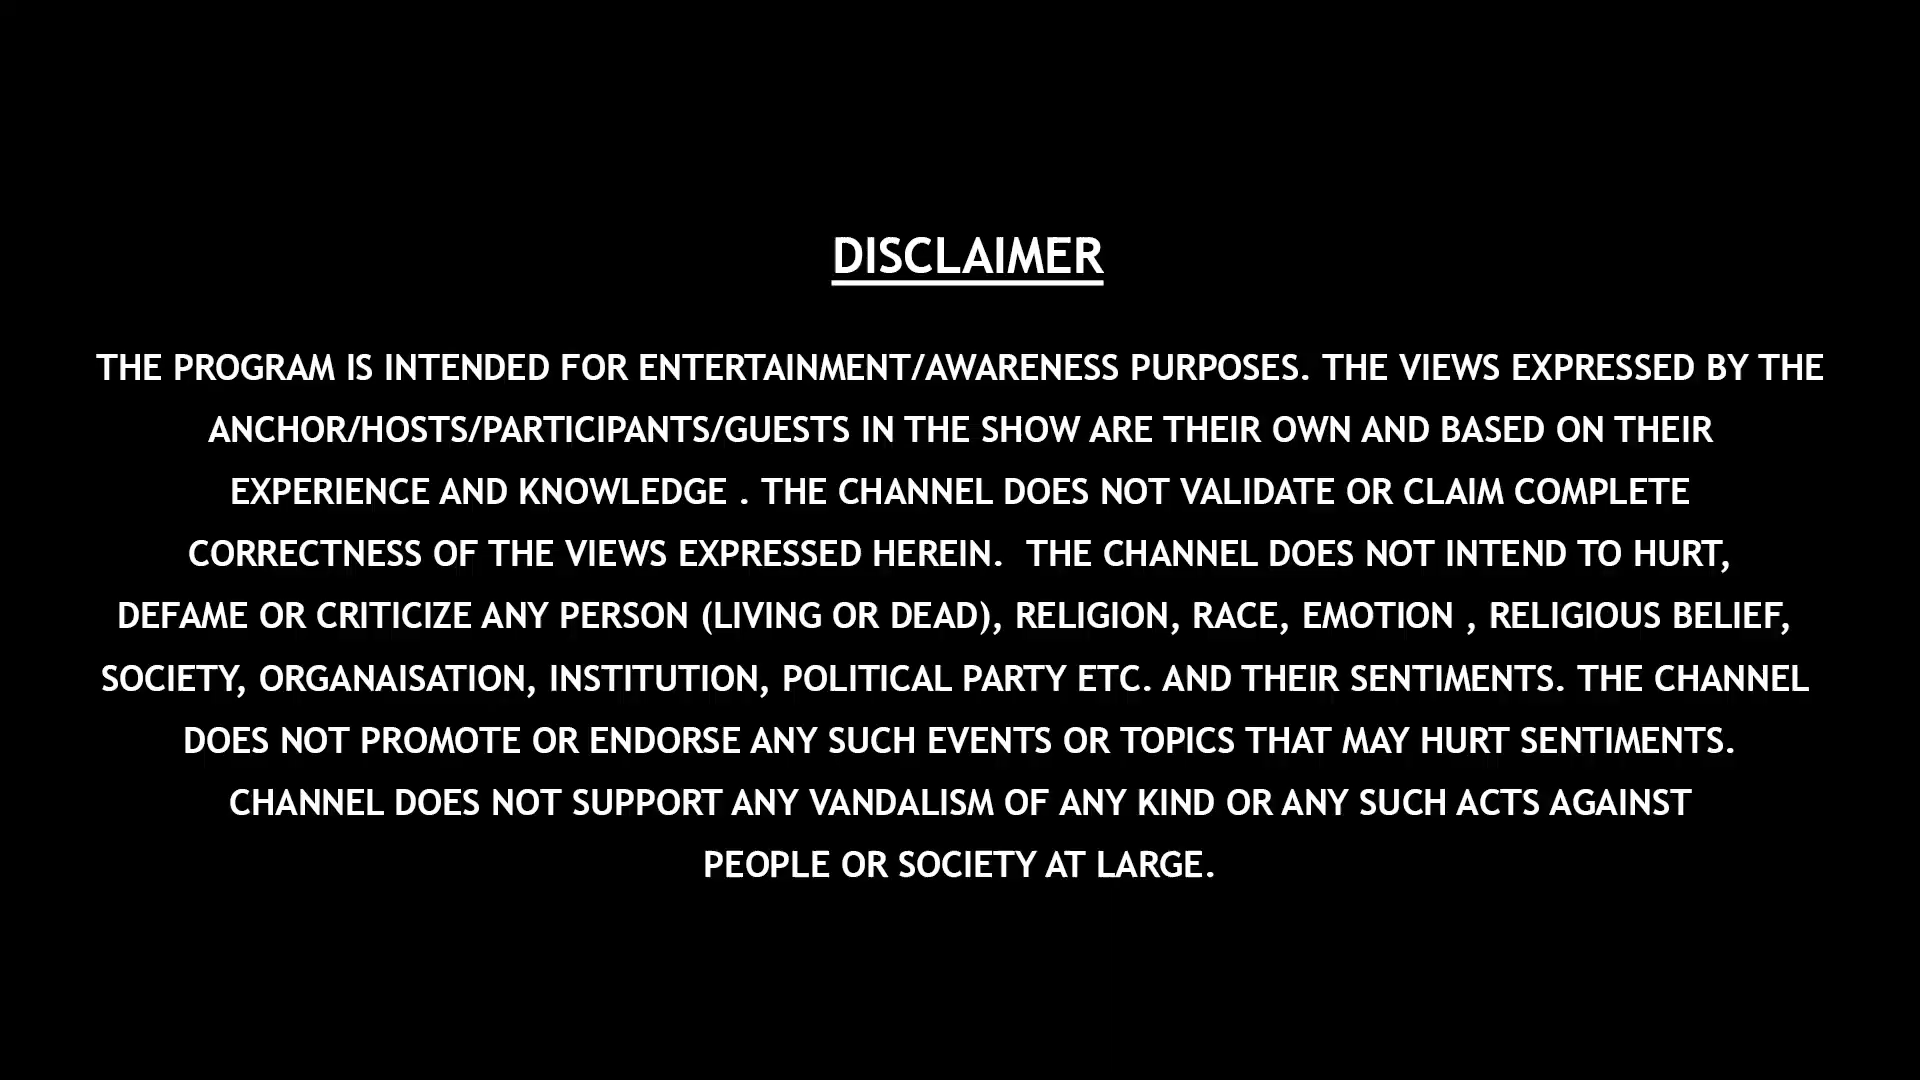 DISCLAIMER
THE PROGRAM IS INTENDED FOR ENTERTAINMENT/AWARENESS PURPOSES. THE VIEWS EXPRESSED BY THE
ANCHOR/HOSTS/PARTICIPANTS/GUESTS IN THE SHOW ARE THEIR OWN AND BASED ON THEIR
EXPERIENCE AND KNOWLEDGE . THE CHANNEL DOES NOT VALIDATE OR CLAIM COMPLETE
CORRECTNESS OF THE VIEWS EXPRESSED HEREIN.  THE CHANNEL DOES NOT INTEND TO HURT,
DEFAME OR CRITICIZE ANY PERSON (LIVING OR DEAD), RELIGION, RACE, EMOTION , RELIGIOUS BELIEF,
SOCIETY, ORGANAISATION, INSTITUTION, POLITICAL PARTY ETC. AND THEIR SENTIMENTS. THE CHANNEL
DOES NOT PROMOTE OR ENDORSE ANY SUCH EVENTS OR TOPICS THAT MAY HURT SENTIMENTS.
CHANNEL DOES NOT SUPPORT ANY VANDALISM OF ANY KIND OR ANY SUCH ACTS AGAINST
PEOPLE OR SOCIETY AT LARGE.